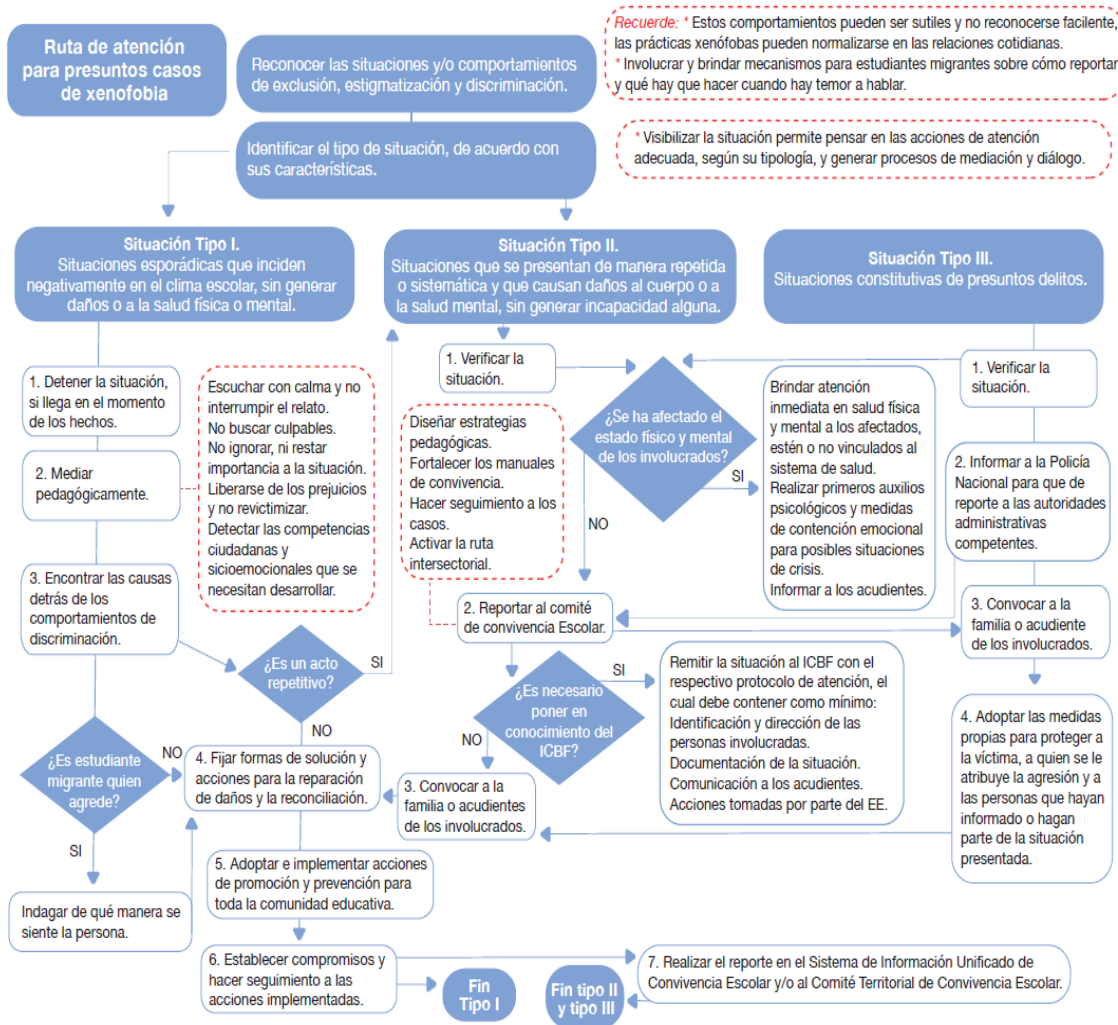 Ruta de atención
para presuntos casos
de xenofobia
Reconocer las situaciones y/o comportamientos
de exclusión, estigmatización y discriminación.
Recuerde: * Estos comportamientos pueden ser sutiles y no reconocerse facilente,
las prácticas xenófobas pueden normalizarse en las relaciones cotidianas.
* Involucrar y brindar mecanismos para estudiantes migrantes sobre cómo reportar
y qué hay que hacer cuando hay temor a hablar.
Identificar el tipo de situación, de acuerdo con
sus características.
* Visibilizar la situación permite pensar en las acciones de atención
adecuada, según su tipología, y generar procesos de mediación y diálogo.
Situación Tipo I.
Situaciones esporádicas que inciden
negativamente en el clima escolar, sin generar
daños o a la salud física o mental.
Situación Tipo II.
Situaciones que se presentan de manera repetida
o sistemática y que causan daños al cuerpo o a
la salud mental, sin generar incapacidad alguna.
Situación Tipo III.
Situaciones constitutivas de presuntos delitos.
1. Detener la situación,
si llega en el momento
de los hechos.
2. Mediar
pedagógicamente.
Escuchar con calma y no
interrumpir el relato.
No buscar culpables.
No ignorar, ni restar
importancia a la situación.
Liberarse de los prejuicios
y no revictimizar.
Detectar las competencias
ciudadanas y
socioemocionales que se
necesitan desarrollar.
3. Encontrar las causas
detrás de los
comportamientos de
discriminación.
¿Es un acto
repetitivo?
SI
NO
¿Es estudiante
migrante quien
agrede?
NO
SI
Indagar de qué manera se
siente la persona.
4. Fijar formas de solución y
acciones para la reparación
de daños y la reconciliación.
5. Adoptar e implementar acciones
de promoción y prevención para
toda la comunidad educativa.
6. Establecer compromisos y
hacer seguimiento a las
acciones implementadas.
Fin
Tipo I
1. Verificar la
situación.
¿Se ha afectado el
estado físico y mental
de los involucrados?
SI
NO
Brindar atención
inmediata en salud física
y mental a los afectados,
estén o no vinculados al
sistema de salud.
Realizar primeros auxilios
psicológicos y medidas
de contención emocional
para posibles situaciones
de crisis.
Informar a los acudientes.
Diseñar estrategias
pedagógicas.
Fortalecer los manuales
de convivencia.
Hacer seguimiento a los
casos.
Activar la ruta
intersectorial.
2. Reportar al comité
de convivencia Escolar.
¿Es necesario
poner en
conocimiento del
ICBF?
SI
NO
Remitir la situación al ICBF con el
respectivo protocolo de atención, el
cual debe contener como mínimo:
Identificación y dirección de las
personas involucradas.
Documentación de la situación.
Comunicación a los acudientes.
Acciones tomadas por parte del EE.
3. Convocar a la
familia o acudientes
de los involucrados.
1. Verificar la
situación.
2. Informar a la Policía
Nacional para que de
reporte a las autoridades
administrativas
competentes.
3. Convocar a la
familia o acudiente
de los involucrados.
4. Adoptar las medidas
propias para proteger a
la víctima, a quien se le
atribuye la agresión y a
las personas que hayan
informado o hagan
parte de la situación
presentada.
7. Realizar el reporte en el Sistema de Información Unificado de
Convivencia Escolar y/o al Comité Territorial de Convivencia Escolar.
Fin tipo II
y tipo III